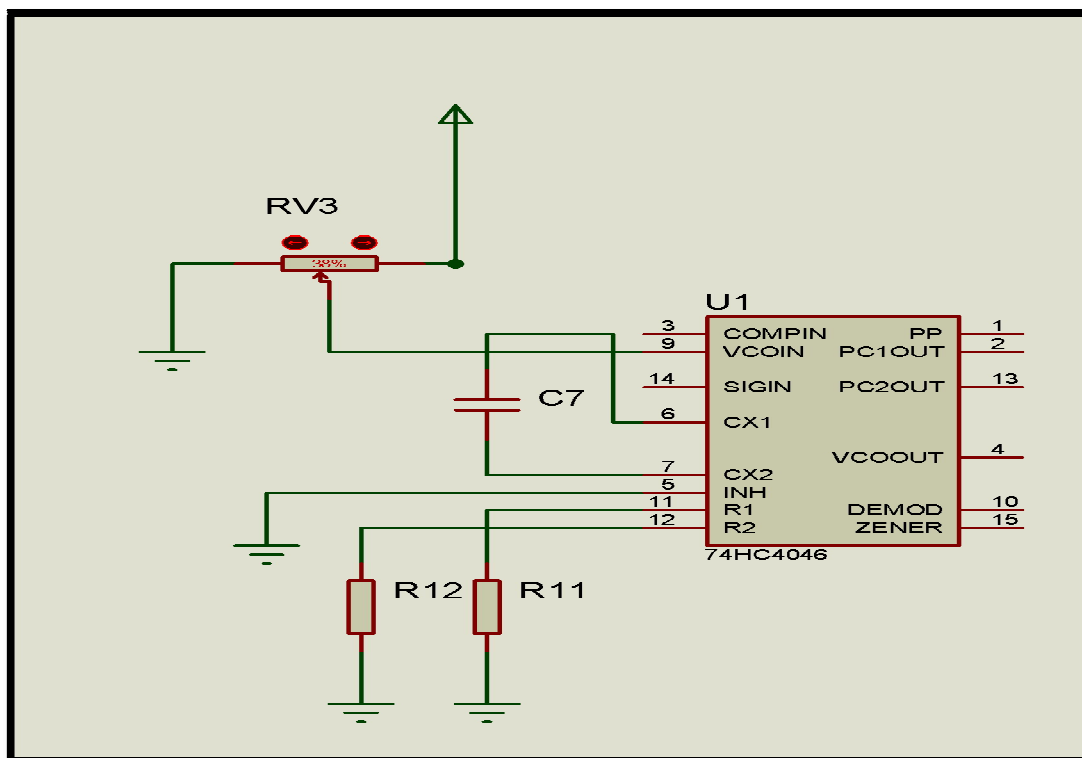 RV3
38%
U1
3 COMPIN PP 1
9 VCOIN PC1OUT 2
14 SIGIN PC2OUT 13
C7
6 CX1
VCOOUT 4
7 CX2
5 INH
11 R1 DEMOD 10
12 R2 ZENER 15
74HC4046
R12 R11